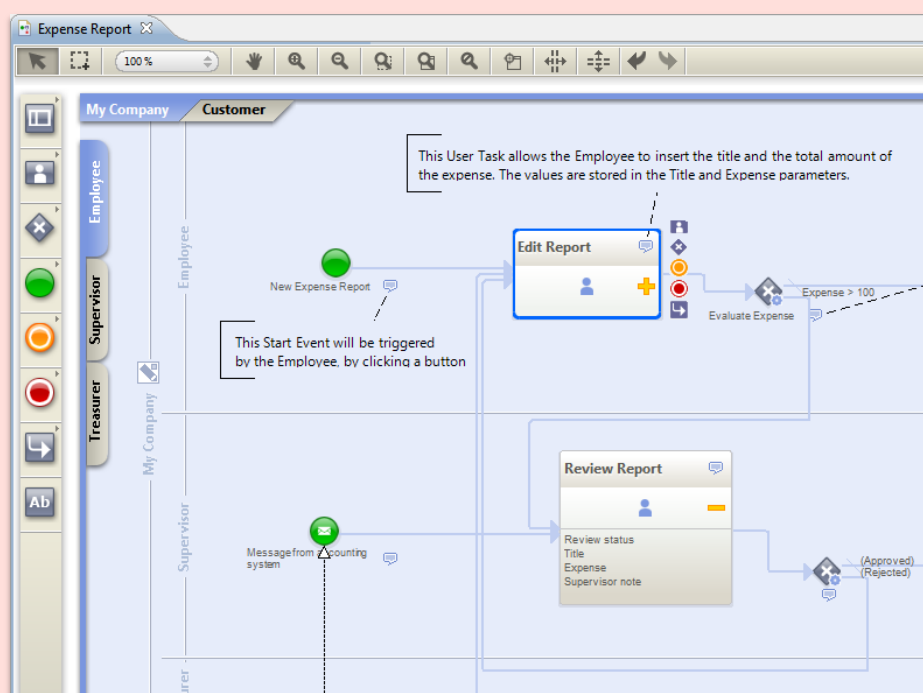 Expense Report
100 %
My Company
Customer
Employee
Supervisor
Treasurer
Ab
My Company
Employee
Supervisor
This User Task allows the Employee to insert the title and the total amount of
the expense. The values are stored in the Title and Expense parameters.
Edit Report
New Expense Report
Expense > 100
Evaluate Expense
This Start Event will be triggered
by the Employee, by clicking a button
Review Report
Review status
Title
Expense
Supervisor note
Message from accounting
system
(Approved)
(Rejected)
urer